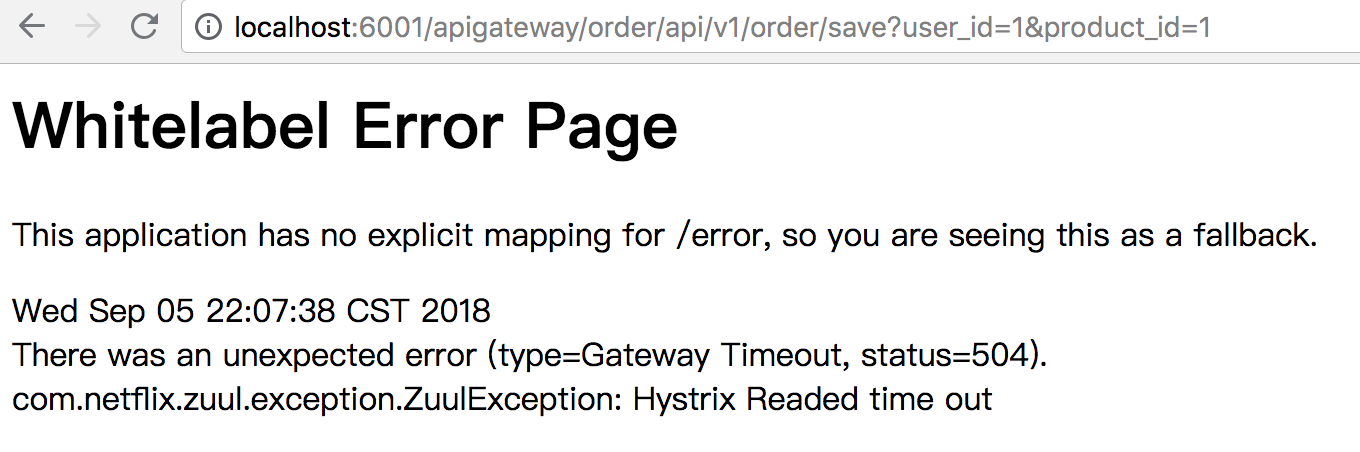 localhost:6001/apigateway/order/api/v1/order/save?user_id=1&product_id=1
Whitelabel Error Page
This application has no explicit mapping for /error, so you are seeing this as a fallback.
Wed Sep 05 22:07:38 CST 2018
There was an unexpected error (type=Gateway Timeout, status=504).
com.netflix.zuul.exception.ZuulException: Hystrix Readed time out